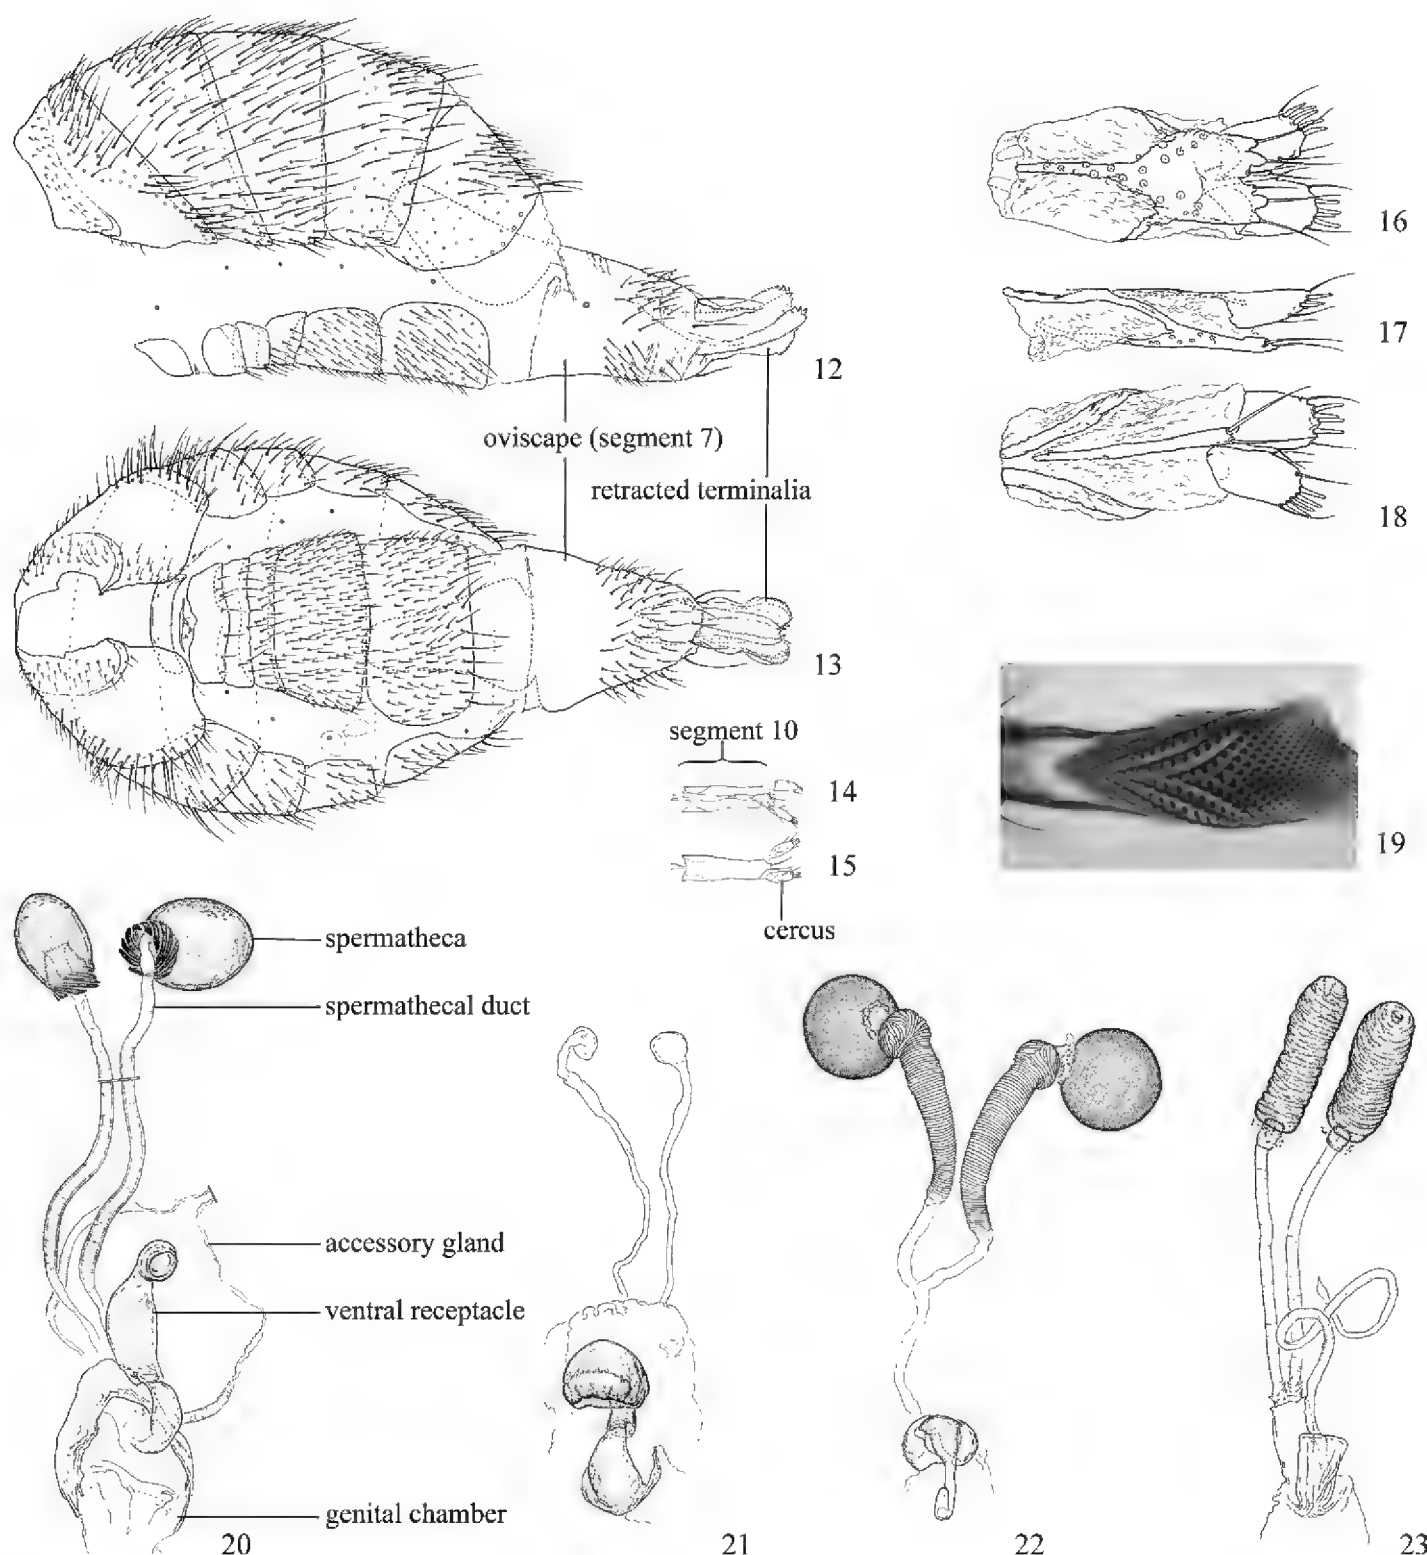 16
17
12
oviscape (segment 7)
retracted terminalia
18
13
segment 10
14
19
15
cercus
spermatheca
spermathecal duct
accessory gland
ventral receptacle
genital chamber
20
21
22
23